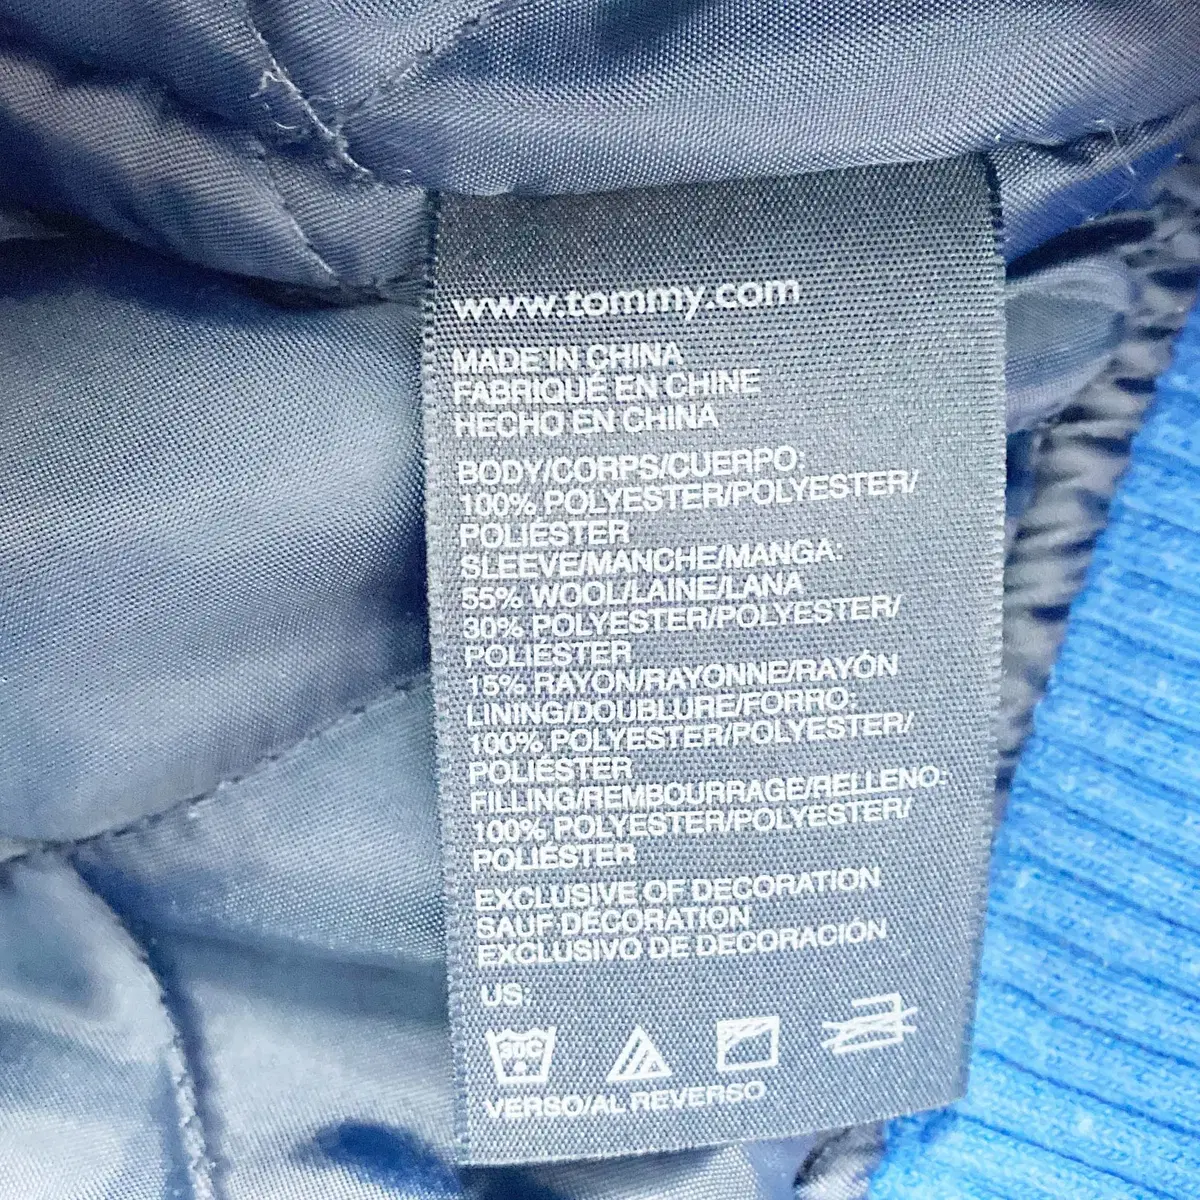 www.tommy.com
MADE IN CHINA
FABRIQUÉ EN CHINE
HECHO EN CHINA
BODY/CORPS/CUERPO:
100% POLYESTER/POLYESTER/
POLIÉSTER
SLEEVE/MANCHE/MANGA:
55% WOOL/LAINE/LANA
30% POLYESTER/POLYESTER/
POLIÉSTER
15% RAYON/RAYONNE/RAYÓN
LINING/DOUBLURE/FORRO:
100% POLYESTER/POLYESTER/
POLIÉSTER
FILLING/REMBOURRAGE/RELLENO:
100% POLYESTER/POLYESTER/
POLIÉSTER
EXCLUSIVE OF DECORATION
SAUF DÉCORATION
EXCLUSIVO DE DECORACIÓN
US:
30C
VERSO/AL REVERSO